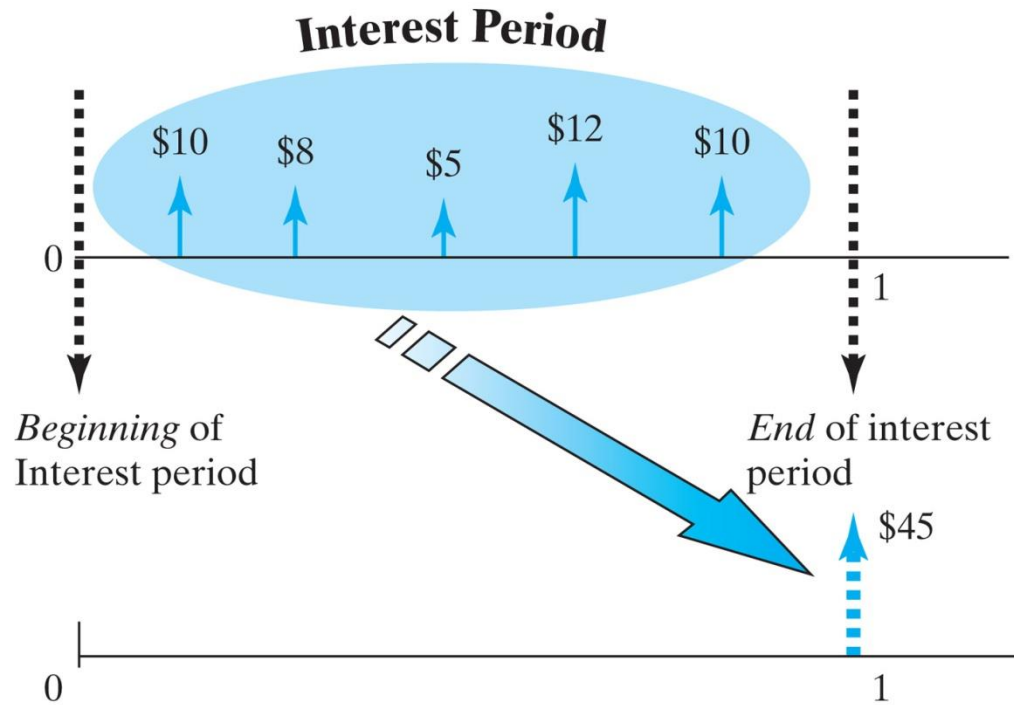 Interest Period
$10
$8
$5
$12
$10
0
1
Beginning of
Interest period
End of interest
period
$45
0
1